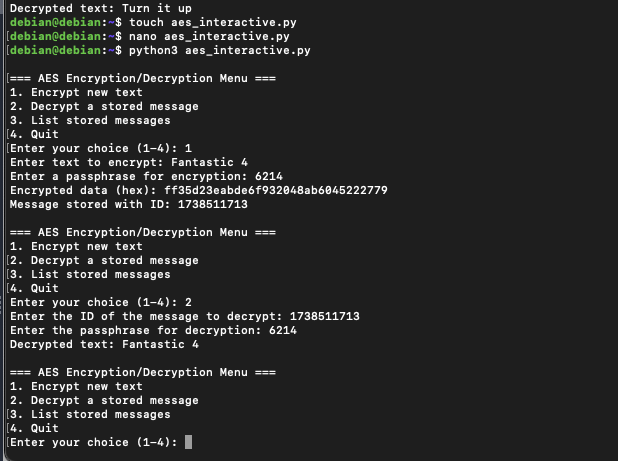 Decrypted text: Turn it up
debian@debian:~$ touch aes_interactive.py
[debian@debian:~$ nano aes_interactive.py
[debian@debian:~$ python3 aes_interactive.py
[=== AES Encryption/Decryption Menu ===
1. Encrypt new text
2. Decrypt a stored message
3. List stored messages
[4. Quit
[Enter your choice (1-4): 1
Enter text to encrypt: Fantastic 4
Enter a passphrase for encryption: 6214
Encrypted data (hex): ff35d23eabde6f932048ab6045222779
Message stored with ID: 1738511713
=== AES Encryption/Decryption Menu ===
1. Encrypt new text
[2. Decrypt a stored message
[3. List stored messages
[4. Quit
Enter your choice (1-4): 2
Enter the ID of the message to decrypt: 1738511713
Enter the passphrase for decryption: 6214
Decrypted text: Fantastic 4
=== AES Encryption/Decryption Menu ===
1. Encrypt new text
2. Decrypt a stored message
[3. List stored messages
[4. Quit
[Enter your choice (1-4):